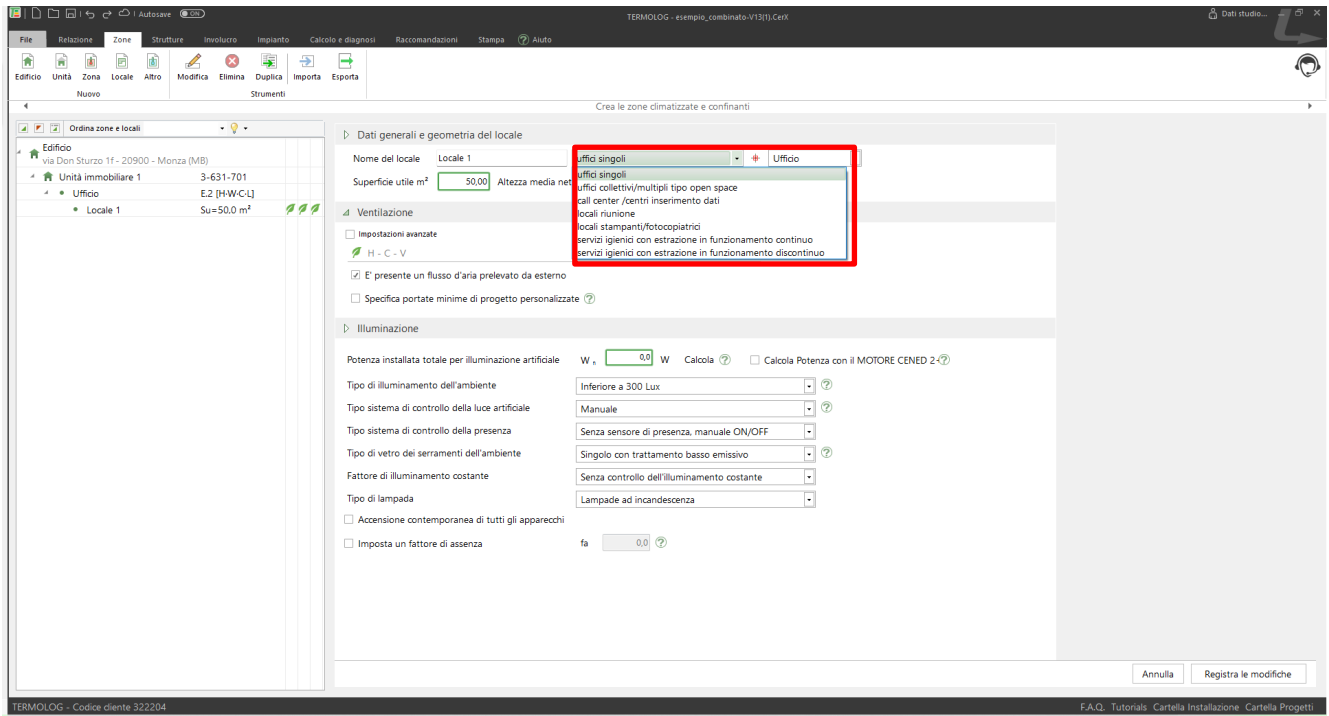 Autosave ON
TERMOLOG - esempio_combinato-V13(1).CerX
Dati studio...
File Relazione Zone Strutture Involucro Impianto Calcolo e diagnosi Raccomandazioni Stampa ? Aiuto
Edificio Unità Zona Locale Altro Modifica Elimina Duplica Importa Esporta
Nuovo Strumenti
Crea le zone climatizzate e confinanti
Ordina zone e locali
Edificio
via Don Sturzo 1f - 20900 - Monza (MB)
Unità immobiliare 1 3-631-701
Ufficio E.2 [H-W-C-L]
Locale 1 Su=50,0 m²
Dati generali e geometria del locale
Nome del locale Locale 1 uffici singoli Ufficio
Superficie utile m² 50,00 Altezza media net
uffici singoli
uffici collettivi/multipli tipo open space
call center /centri inserimento dati
locali riunione
locali stampanti/fotocopiatrici
servizi igienici con estrazione in funzionamento continuo
servizi igienici con estrazione in funzionamento discontinuo
Ventilazione
Impostazioni avanzate
H - C - V
E' presente un flusso d'aria prelevato da esterno
Specifica portate minime di progetto personalizzate ?
Illuminazione
Potenza installata totale per illuminazione artificiale W n 0,0 W Calcola ? Calcola Potenza con il MOTORE CENED 2+ ?
Tipo di illuminamento dell'ambiente Inferiore a 300 Lux ?
Tipo sistema di controllo della luce artificiale Manuale ?
Tipo sistema di controllo della presenza Senza sensore di presenza, manuale ON/OFF
Tipo di vetro dei serramenti dell'ambiente Singolo con trattamento basso emissivo ?
Fattore di illuminamento costante Senza controllo dell'illuminamento costante
Tipo di lampada Lampade ad incandescenza
Accensione contemporanea di tutti gli apparecchi
Imposta un fattore di assenza fa 0,0 ?
Annulla Registra le modifiche
TERMOLOG - Codice cliente 322204
F.A.Q. Tutorials Cartella Installazione Cartella Progetti